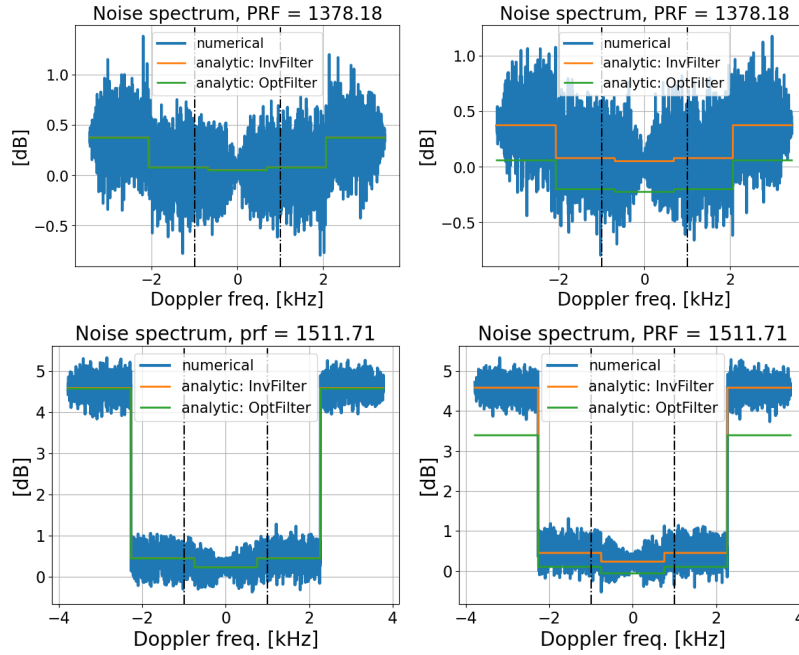 Noise spectrum, PRF = 1378.18
numerical
analytic: InvFilter
analytic: OptFilter
1.0
0.5
0.0
−0.5
[dB]
−2
0
2
Doppler freq. [kHz]
Noise spectrum, PRF = 1378.18
numerical
analytic: InvFilter
analytic: OptFilter
1.0
0.5
0.0
−0.5
[dB]
−2
0
2
Doppler freq. [kHz]
Noise spectrum, prf = 1511.71
numerical
analytic: InvFilter
analytic: OptFilter
5
4
3
2
1
0
[dB]
−4
−2
0
2
4
Doppler freq. [kHz]
Noise spectrum, PRF = 1511.71
numerical
analytic: InvFilter
analytic: OptFilter
5
4
3
2
1
0
[dB]
−4
−2
0
2
4
Doppler freq. [kHz]